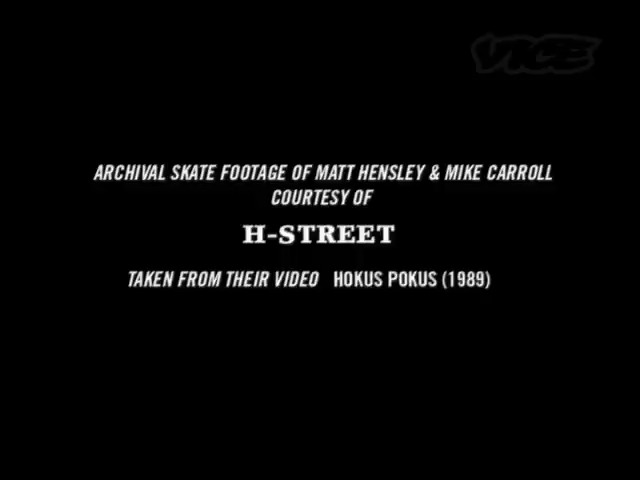 VICE
ARCHIVAL SKATE FOOTAGE OF MATT HENSLEY & MIKE CARROLL
COURTESY OF
H-STREET
TAKEN FROM THEIR VIDEO HOKUS POKUS (1989)